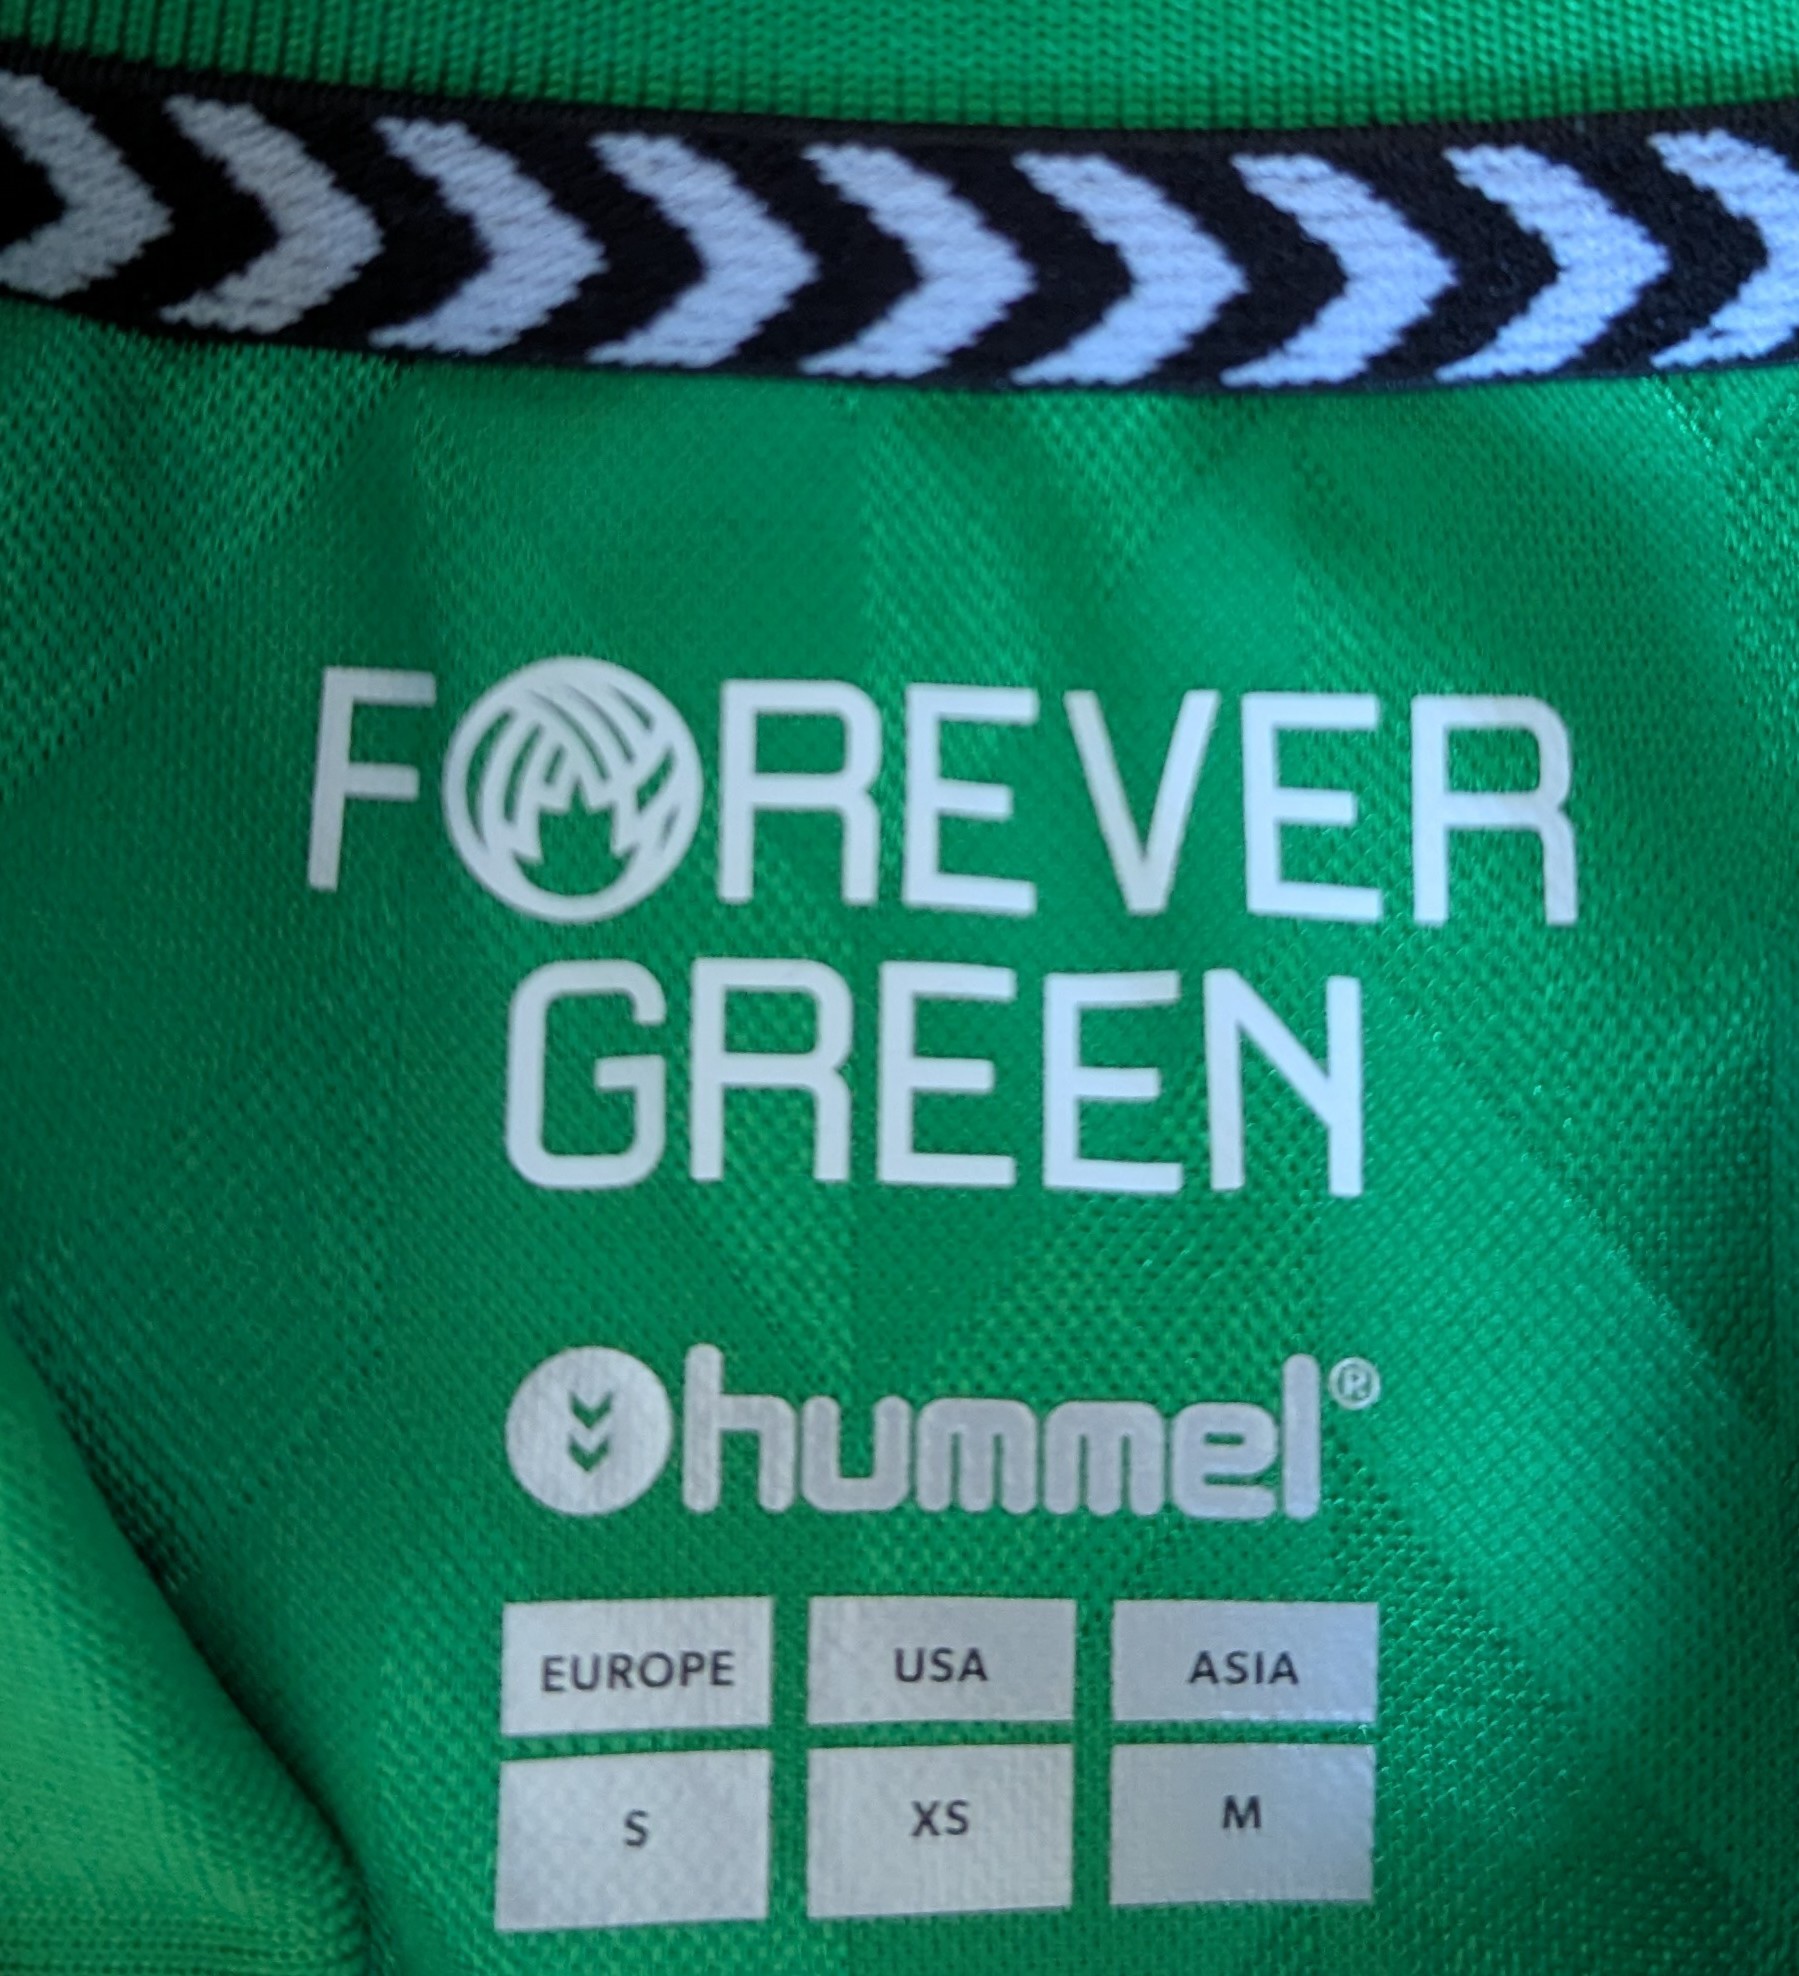 FOREVER
GREEN
hummel®
EUROPE USA ASIA
S XS M